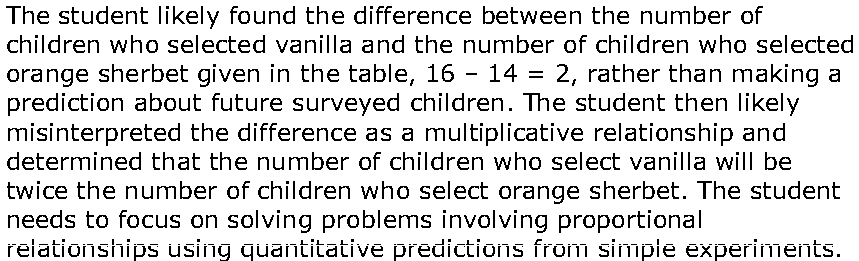 The student likely found the difference between the number of
children who selected vanilla and the number of children who selected
orange sherbet given in the table, 16 – 14 = 2, rather than making a
prediction about future surveyed children. The student then likely
misinterpreted the difference as a multiplicative relationship and
determined that the number of children who select vanilla will be
twice the number of children who select orange sherbet. The student
needs to focus on solving problems involving proportional
relationships using quantitative predictions from simple experiments.